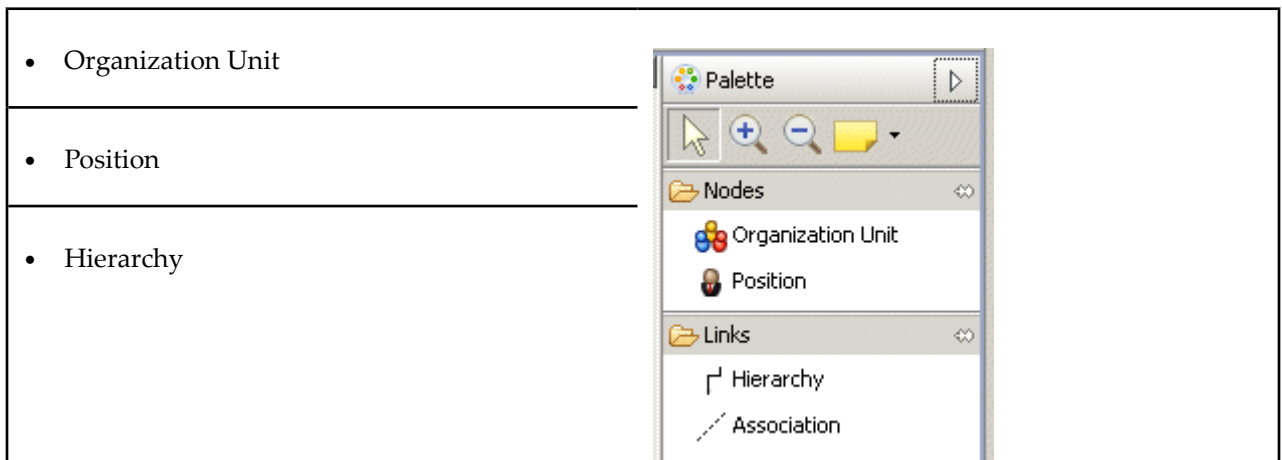 • Organization Unit
• Position
• Hierarchy
Palette
Nodes
Organization Unit
Position
Links
Hierarchy
Association